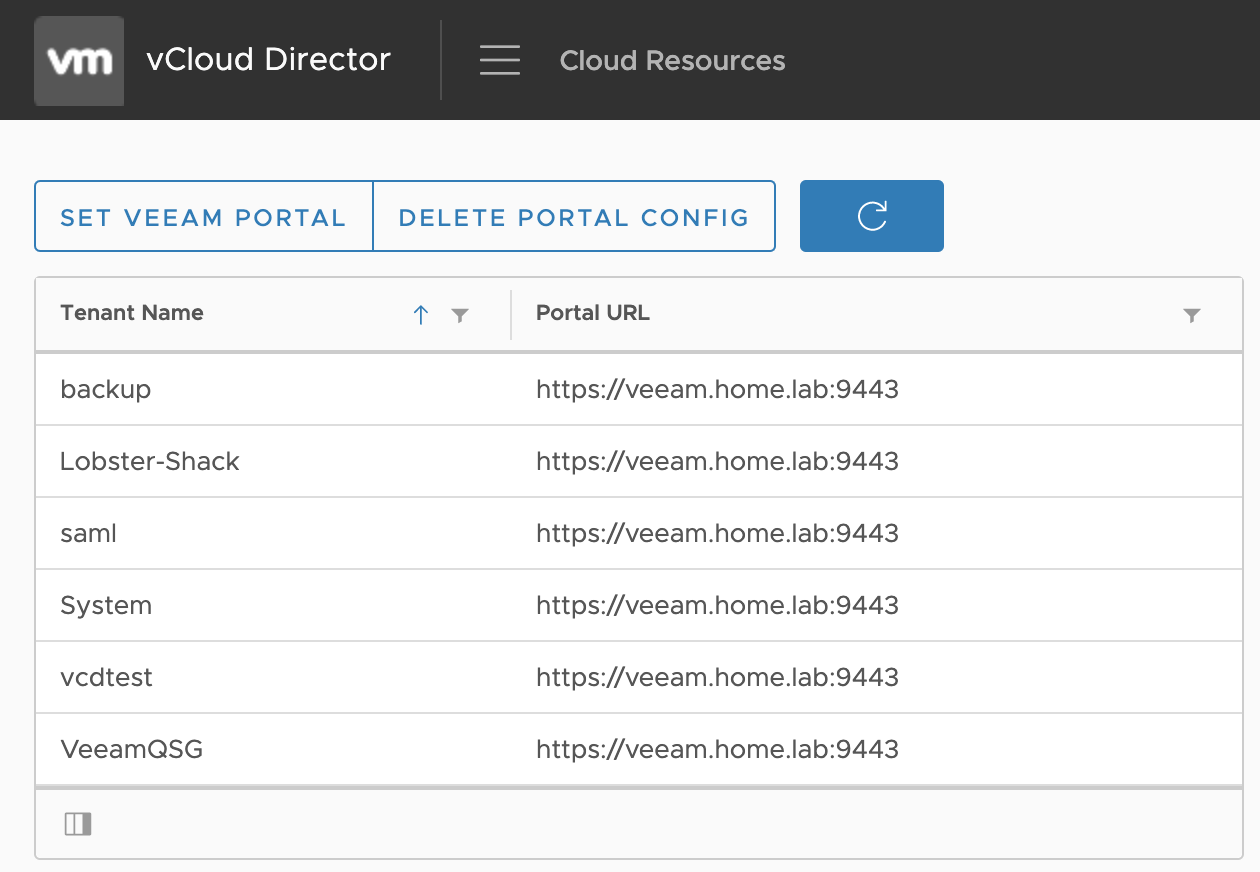 vm vCloud Director Cloud Resources
SET VEEAM PORTAL DELETE PORTAL CONFIG
Tenant Name Portal URL
backup https://veeam.home.lab:9443
Lobster-Shack https://veeam.home.lab:9443
saml https://veeam.home.lab:9443
System https://veeam.home.lab:9443
vcdtest https://veeam.home.lab:9443
VeeamQSG https://veeam.home.lab:9443